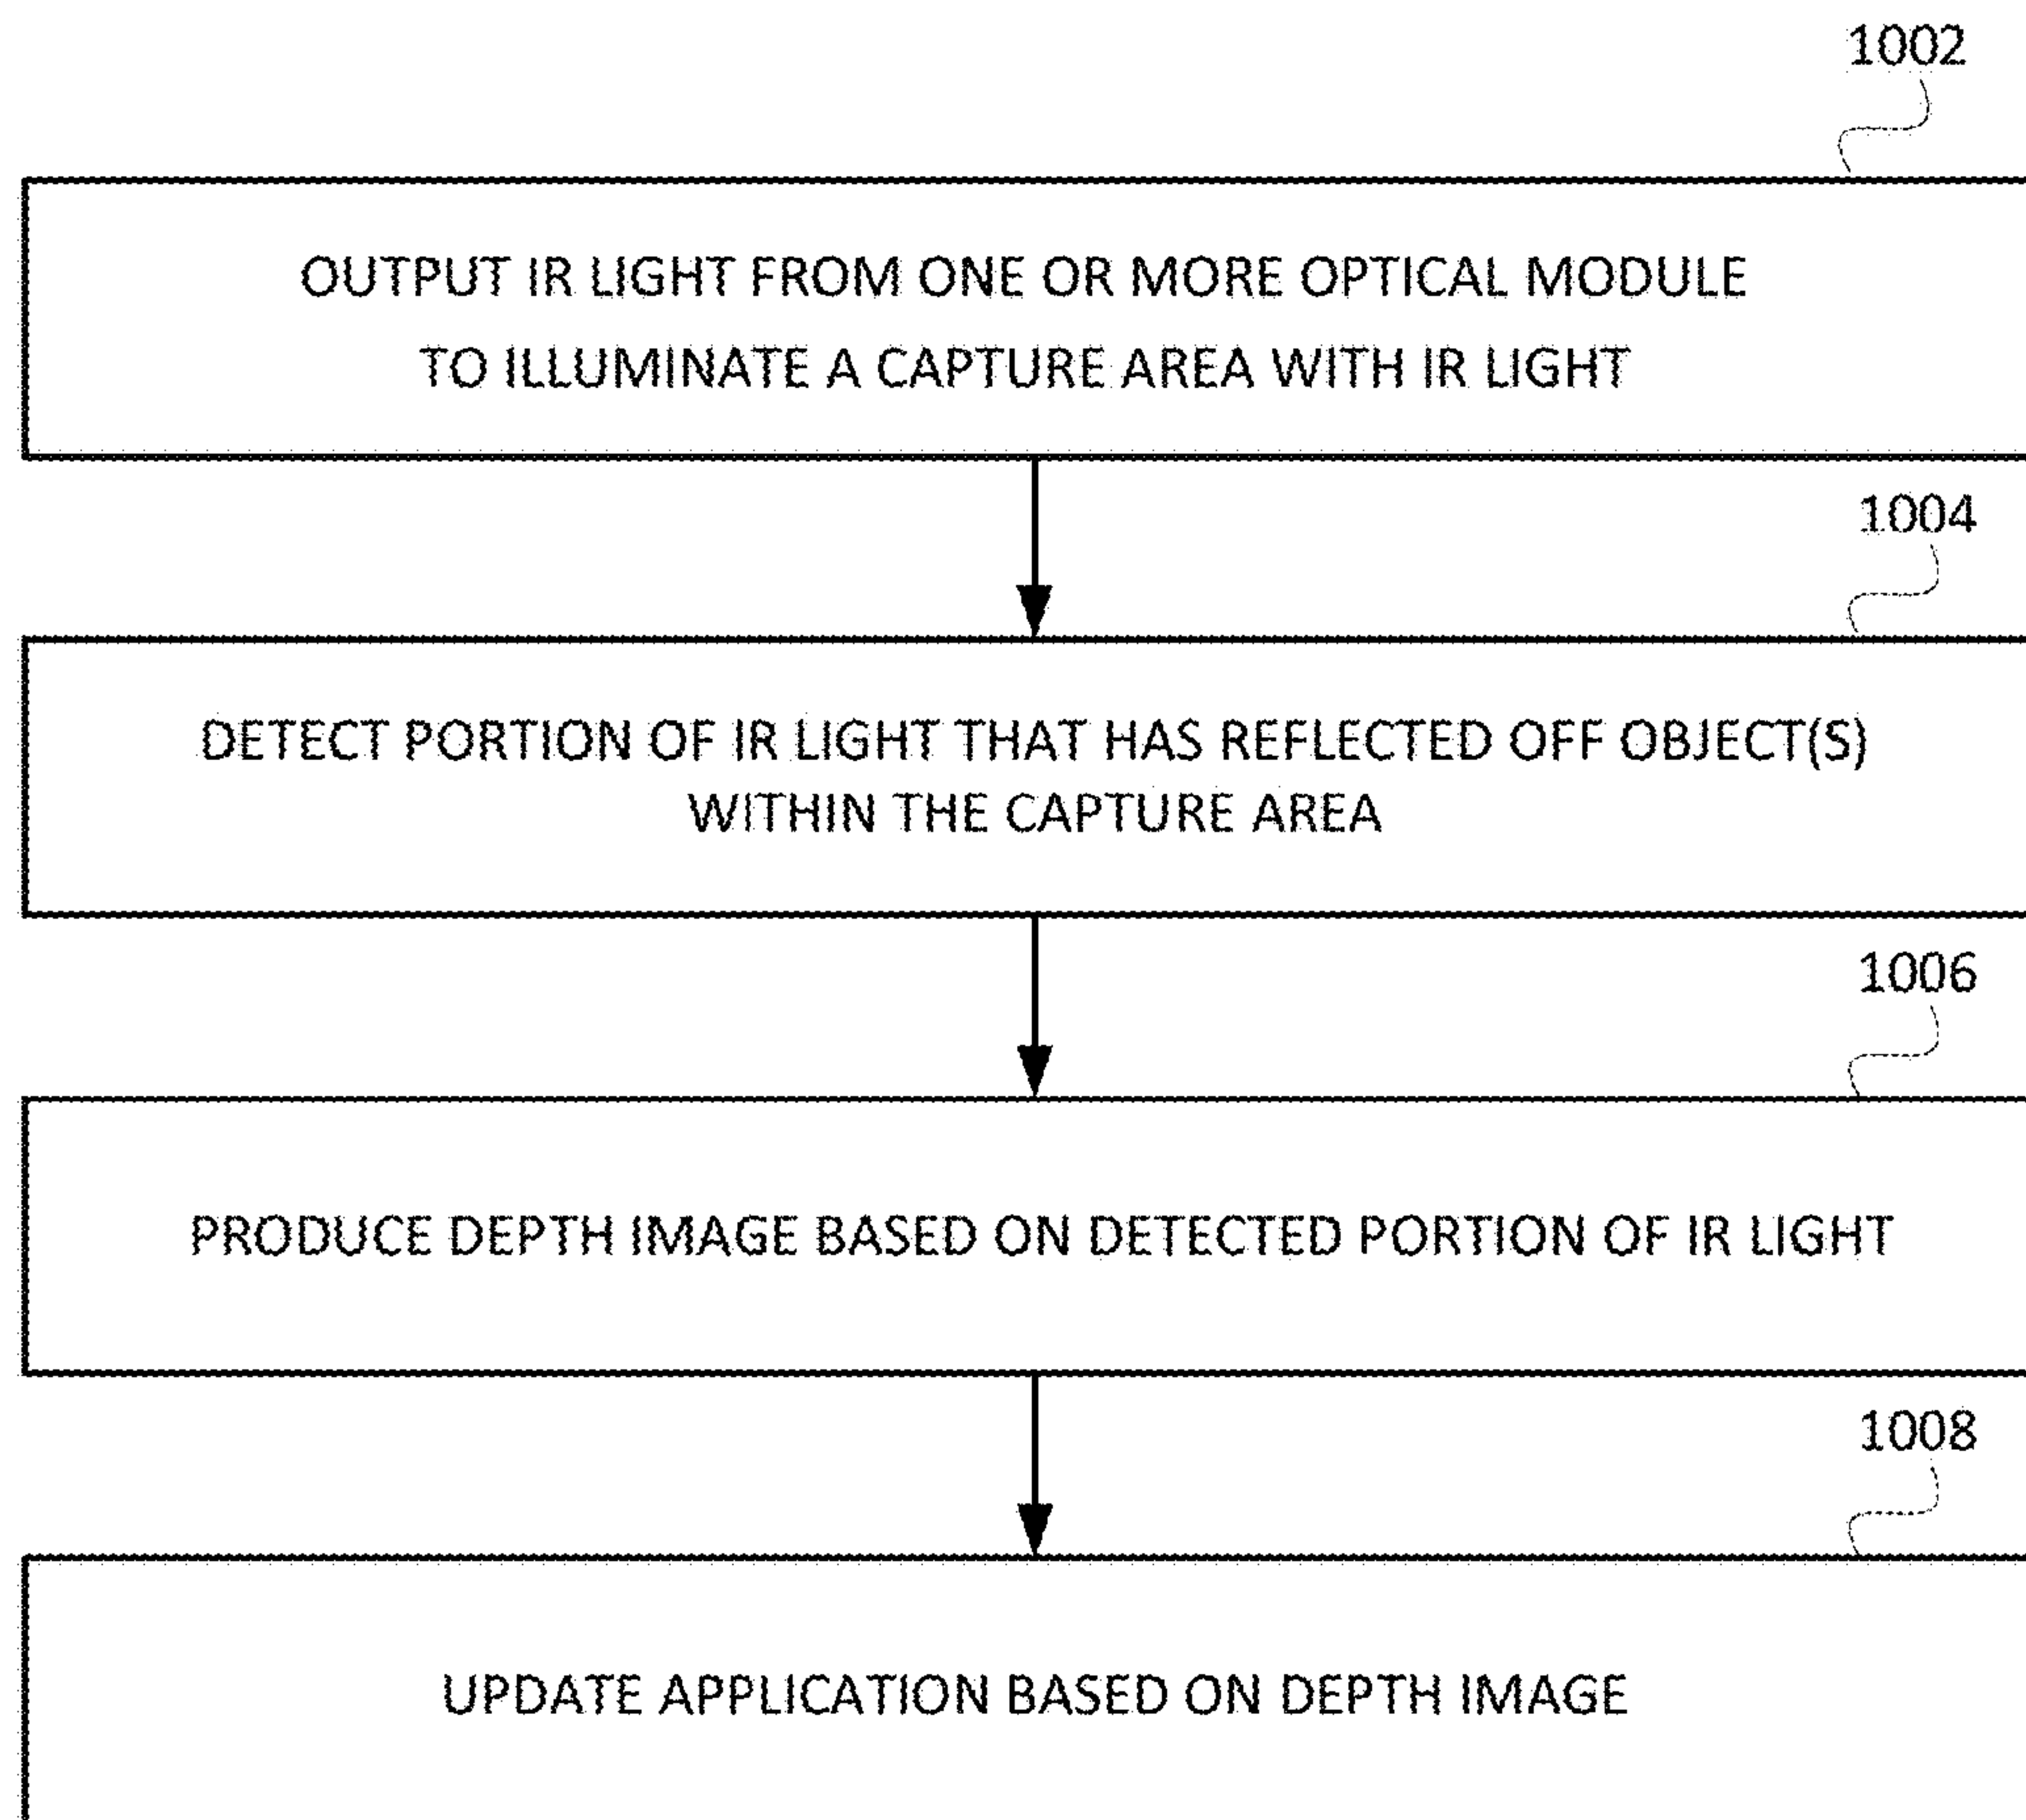 1002
OUTPUT IR LIGHT FROM ONE OR MORE OPTICAL MODULE
TO ILLUMINATE A CAPTURE AREA WITH IR LIGHT
1004
DETECT PORTION OF IR LIGHT THAT HAS REFLECTED OFF OBJECT(S)
WITHIN THE CAPTURE AREA
1006
PRODUCE DEPTH IMAGE BASED ON DETECTED PORTION OF IR LIGHT
1008
UPDATE APPLICATION BASED ON DEPTH IMAGE